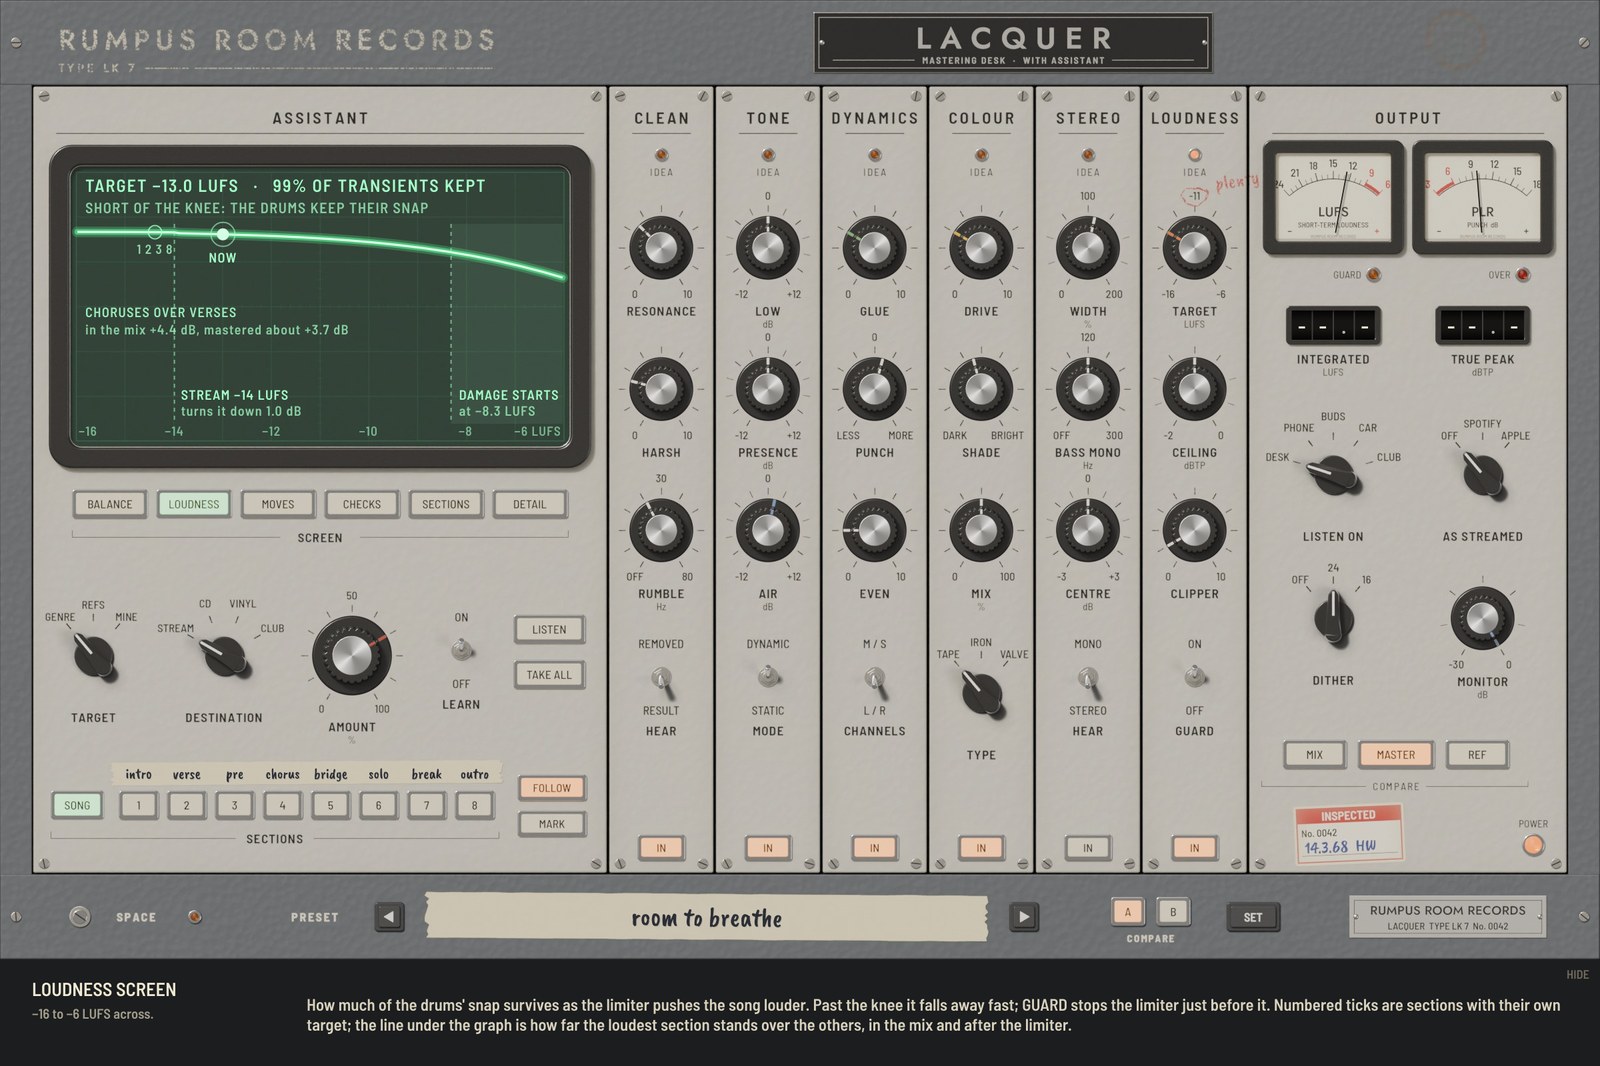 RUMPUS ROOM RECORDS
TYPE LK 7
LACQUER
MASTERING DESK · WITH ASSISTANT
ASSISTANT
TARGET −13.0 LUFS · 99% OF TRANSIENTS KEPT
SHORT OF THE KNEE: THE DRUMS KEEP THEIR SNAP
1 2 3 8
NOW
CHORUSES OVER VERSES
in the mix +4.4 dB, mastered about +3.7 dB
STREAM −14 LUFS
turns it down 1.0 dB
DAMAGE STARTS
at −8.3 LUFS
−16 −14 −12 −10 −8 −6 LUFS
BALANCE LOUDNESS MOVES CHECKS SECTIONS DETAIL
SCREEN
GENRE REFS MINE
TARGET
STREAM CD VINYL CLUB
DESTINATION
50
0 100
AMOUNT
%
ON
OFF
LEARN
LISTEN
TAKE ALL
intro verse pre chorus bridge solo break outro
SONG 1 2 3 4 5 6 7 8
SECTIONS
FOLLOW
MARK
CLEAN
IDEA
0 10
RESONANCE
0 10
HARSH
30
OFF 80
RUMBLE
Hz
REMOVED
RESULT
HEAR
IN
TONE
IDEA
0
-12 +12
LOW
dB
0
-12 +12
PRESENCE
dB
0
-12 +12
AIR
dB
DYNAMIC
STATIC
MODE
IN
DYNAMICS
IDEA
0 10
GLUE
0
LESS MORE
PUNCH
0 10
EVEN
M / S
L / R
CHANNELS
IN
COLOUR
IDEA
0 10
DRIVE
DARK BRIGHT
SHADE
0 100
MIX
%
TAPE IRON VALVE
TYPE
IN
STEREO
IDEA
100
0 200
WIDTH
%
120
OFF 300
BASS MONO
Hz
0
-3 +3
CENTRE
dB
MONO
STEREO
HEAR
IN
LOUDNESS
IDEA
-11 plenty
-16 -6
TARGET
LUFS
-2 0
CEILING
dBTP
0 10
CLIPPER
ON
OFF
GUARD
IN
OUTPUT
24 21 18 15 12 9 6
LUFS
SHORT-TERM LOUDNESS
− +
3 6 9 12 15 18
PLR
PUNCH dB
− +
GUARD
OVER
- - . -
INTEGRATED
LUFS
- - . -
TRUE PEAK
dBTP
DESK PHONE BUDS CAR CLUB
LISTEN ON
OFF SPOTIFY APPLE
AS STREAMED
OFF 24 16
DITHER
-30 0
MONITOR
dB
MIX MASTER REF
COMPARE
INSPECTED
No. 0042
14.3.68 HW
POWER
SPACE
PRESET
◀
room to breathe
▶
A B
COMPARE
SET
RUMPUS ROOM RECORDS
LACQUER TYPE LK 7 No. 0042
HIDE
LOUDNESS SCREEN
−16 to −6 LUFS across.
How much of the drums' snap survives as the limiter pushes the song louder. Past the knee it falls away fast; GUARD stops the limiter just before it. Numbered ticks are sections with their own
target; the line under the graph is how far the loudest section stands over the others, in the mix and after the limiter.